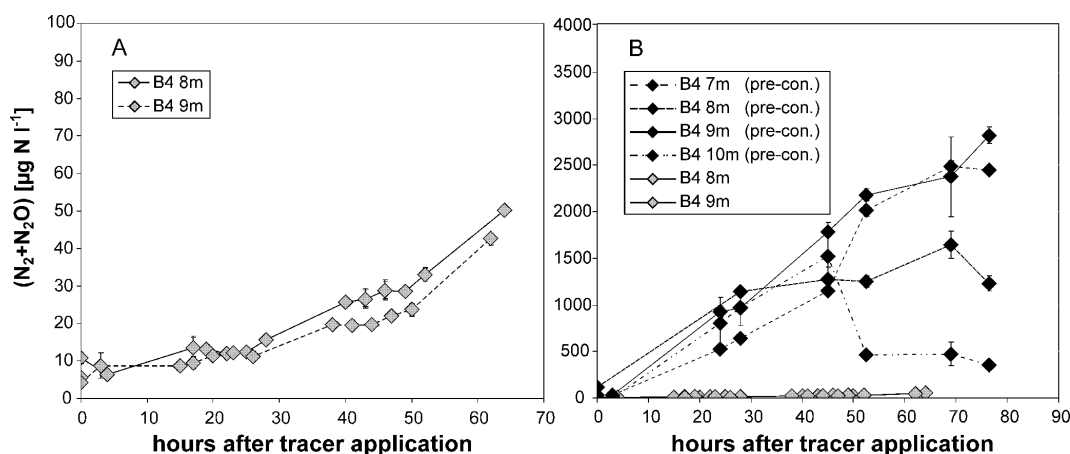 (N2+N2O) [µg N l-1]
A
B4 8m
B4 9m
100
90
80
70
60
50
40
30
20
10
0
0 10 20 30 40 50 60 70
hours after tracer application
B
B4 7m (pre-con.)
B4 8m (pre-con.)
B4 9m (pre-con.)
B4 10m (pre-con.)
B4 8m
B4 9m
4000
3500
3000
2500
2000
1500
1000
500
0
0 10 20 30 40 50 60 70 80 90
hours after tracer application